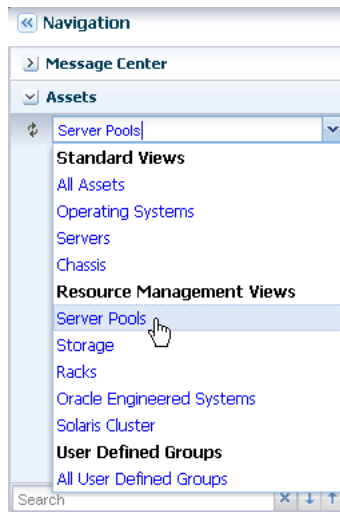 Navigation
Message Center
Assets
Server Pools
Standard Views
All Assets
Operating Systems
Servers
Chassis
Resource Management Views
Server Pools
Storage
Racks
Oracle Engineered Systems
Solaris Cluster
User Defined Groups
All User Defined Groups
Search